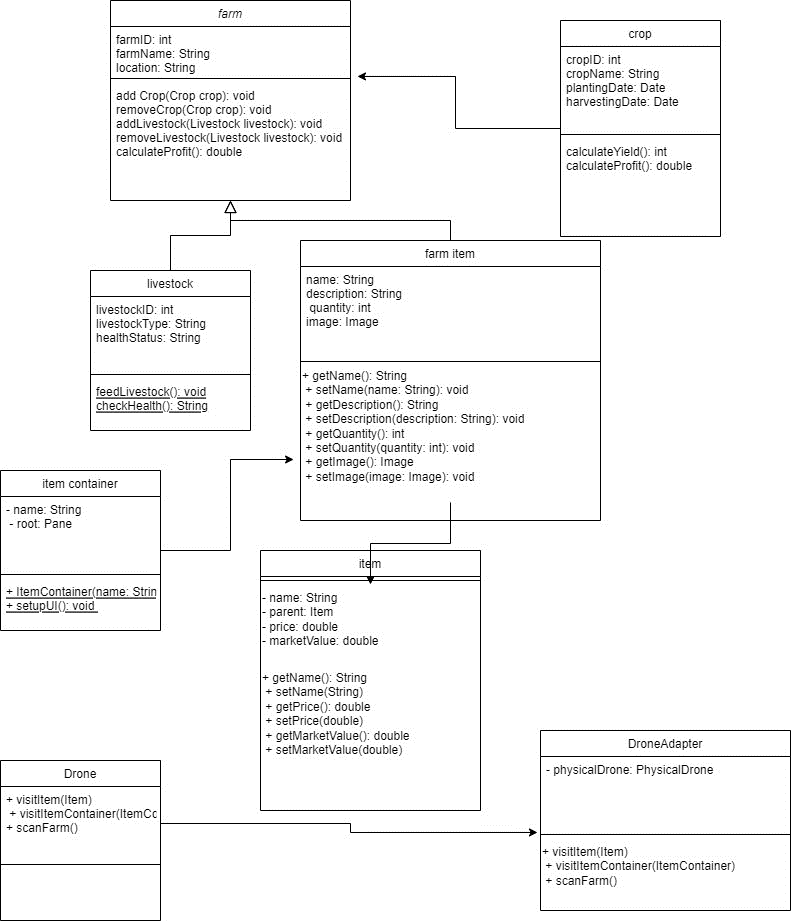 farm
farmID: int
farmName: String
location: String
add Crop(Crop crop): void
removeCrop(Crop crop): void
addLivestock(Livestock livestock): void
removeLivestock(Livestock livestock): void
calculateProfit(): double
crop
cropID: int
cropName: String
plantingDate: Date
harvestingDate: Date
calculateYield(): int
calculateProfit(): double
livestock
livestockID: int
livestockType: String
healthStatus: String
feedLivestock(): void
checkHealth(): String
farm item
name: String
description: String
quantity: int
image: Image
+ getName(): String
+ setName(name: String): void
+ getDescription(): String
+ setDescription(description: String): void
+ getQuantity(): int
+ setQuantity(quantity: int): void
+ getImage(): Image
+ setImage(image: Image): void
item container
- name: String
- root: Pane
+ ItemContainer(name: Strin
+ setupUI(): void
item
- name: String
- parent: Item
- price: double
- marketValue: double
+ getName(): String
+ setName(String)
+ getPrice(): double
+ setPrice(double)
+ getMarketValue(): double
+ setMarketValue(double)
Drone
+ visitItem(Item)
+ visitItemContainer(ItemCo
+ scanFarm()
DroneAdapter
- physicalDrone: PhysicalDrone
+ visitItem(Item)
+ visitItemContainer(ItemContainer)
+ scanFarm()